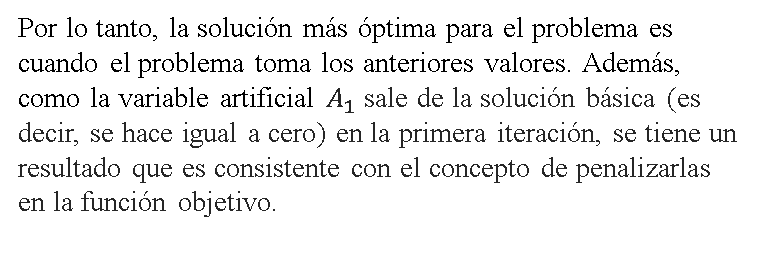 Por lo tanto, la solución más óptima para el problema es
cuando el problema toma los anteriores valores. Además,
como la variable artificial A₁ sale de la solución básica (es
decir, se hace igual a cero) en la primera iteración, se tiene un
resultado que es consistente con el concepto de penalizarlas
en la función objetivo.